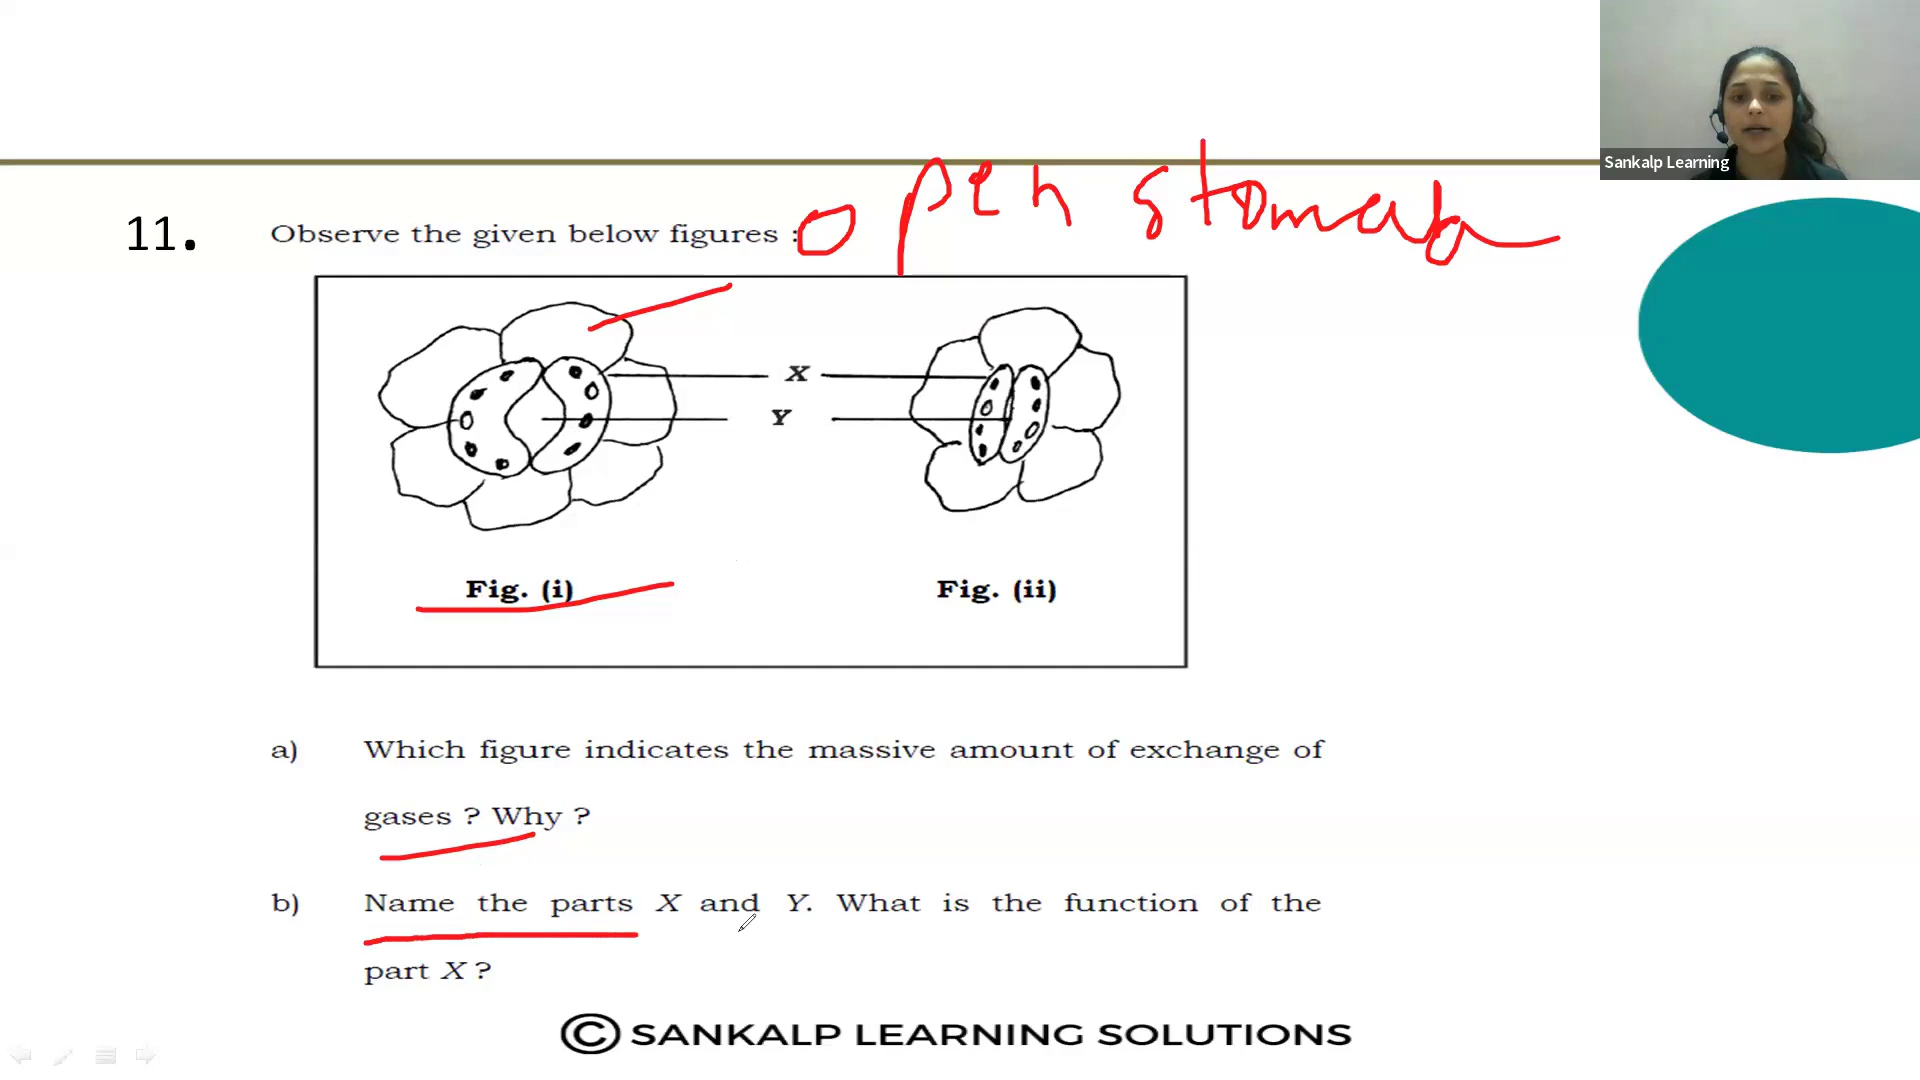 Sankalp Learning
open stomata
11. Observe the given below figures :
X
Y
Fig. (i) Fig. (ii)
a) Which figure indicates the massive amount of exchange of
gases ? Why ?
b) Name the parts X and Y. What is the function of the
part X ?
© SANKALP LEARNING SOLUTIONS